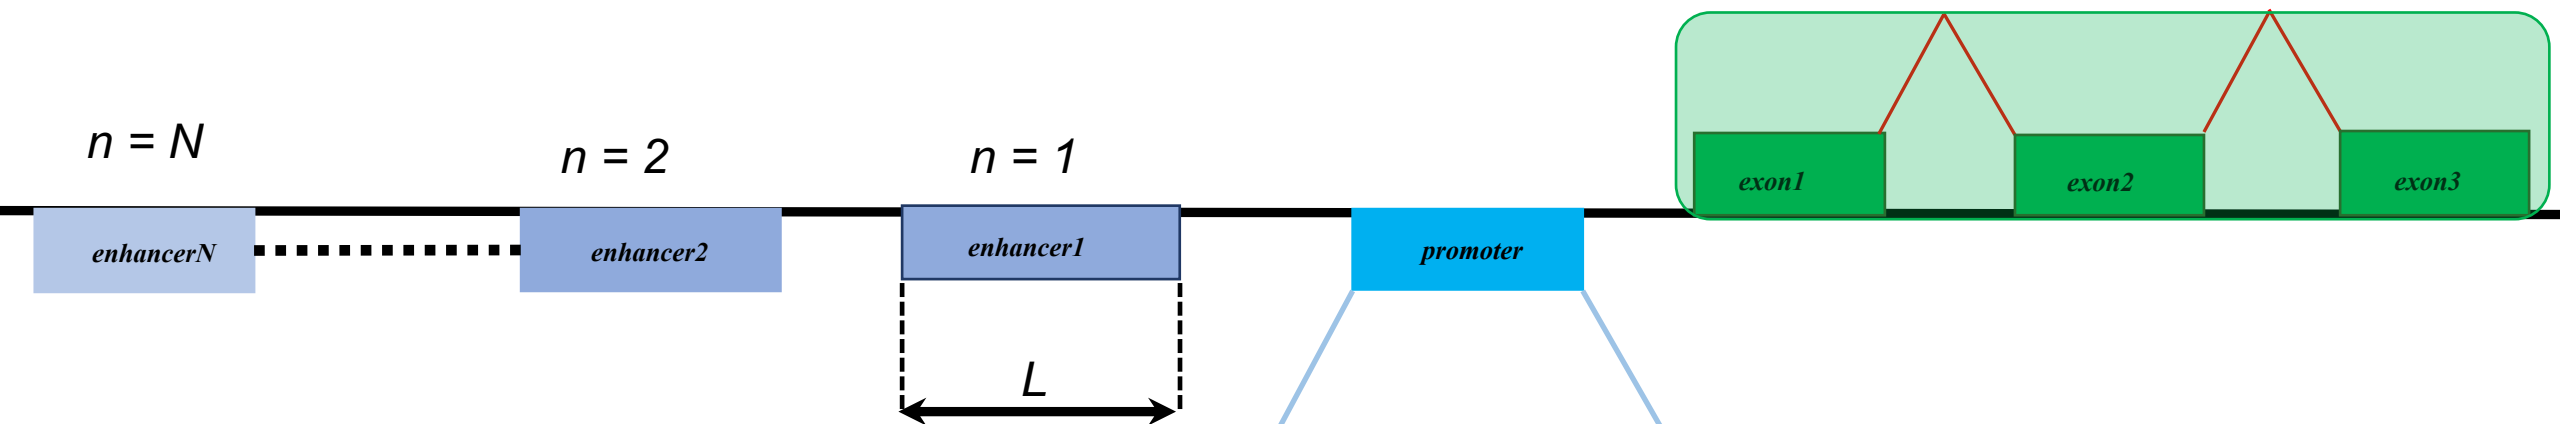 n = N
n = 2
n = 1
exon1
exon2
exon3
enhancerN
enhancer2
enhancer1
promoter
L